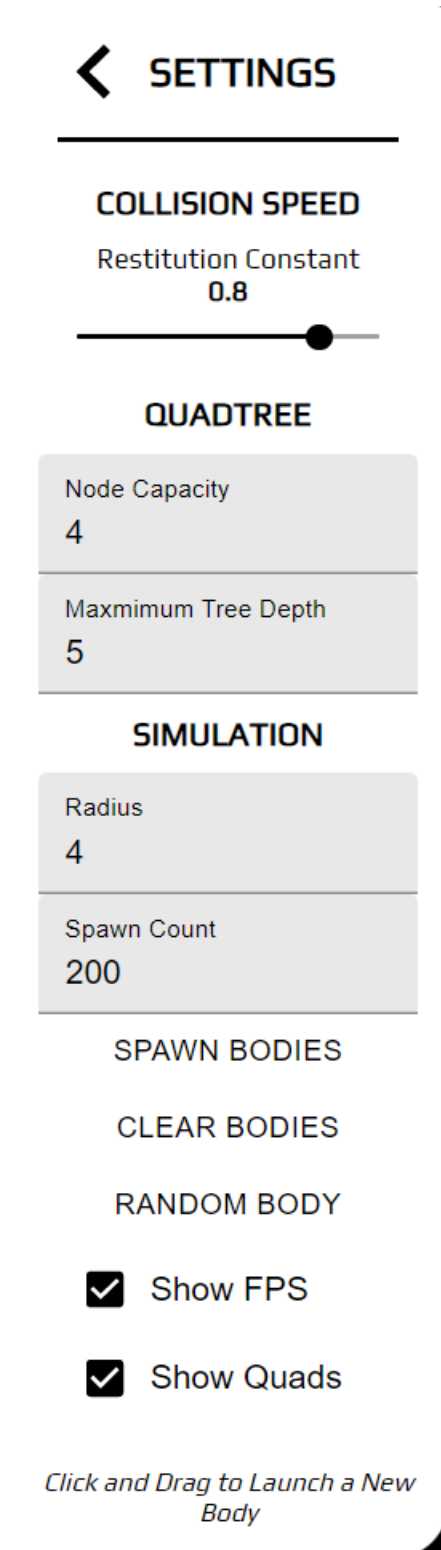 SETTINGS
COLLISION SPEED
Restitution Constant
0.8
QUADTREE
Node Capacity
4
Maxmimum Tree Depth
5
SIMULATION
Radius
4
Spawn Count
200
SPAWN BODIES
CLEAR BODIES
RANDOM BODY
Show FPS
Show Quads
Click and Drag to Launch a New
Body